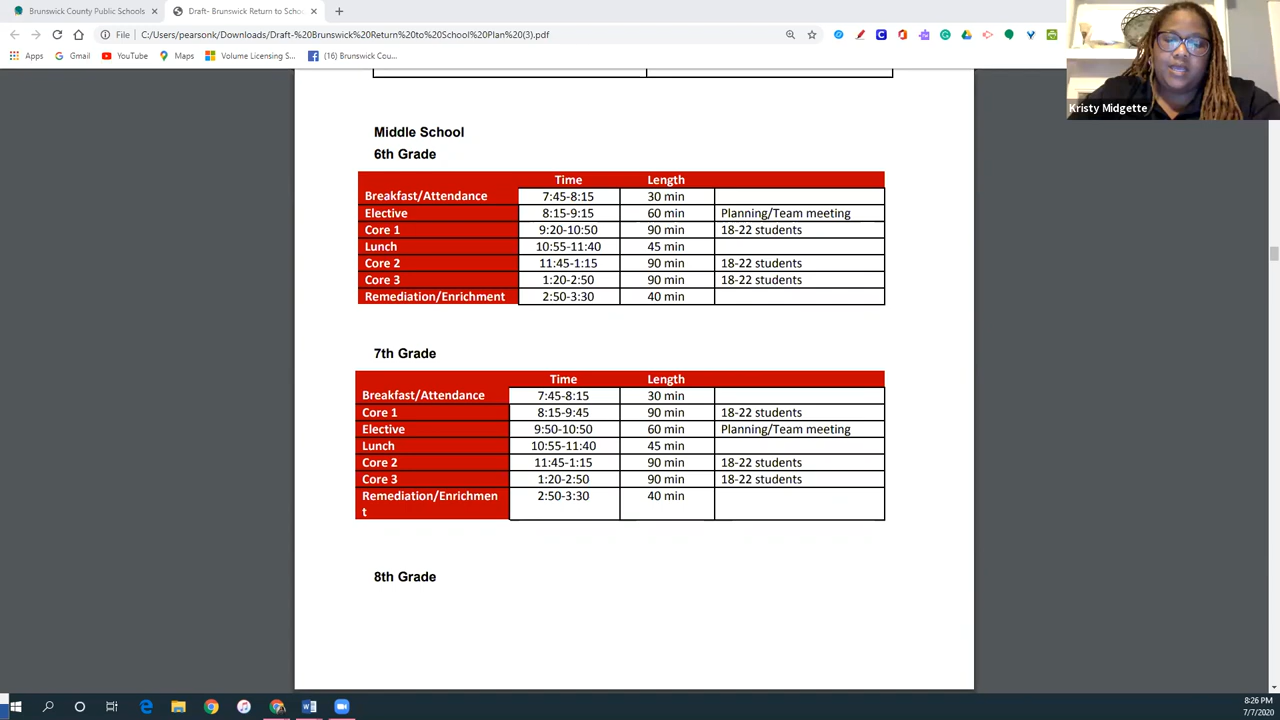 Brunswick County Public Schools
Draft- Brunswick Return to Schoo
File
C:/Users/pearsonk/Downloads/Draft-%20Brunswick%20Return%20to%20School%20Plan%20(3).pdf
Apps Gmail YouTube Maps Volume Licensing S... (16) Brunswick Cou...
Kristy Midgette
Middle School
6th Grade
Time Length
Breakfast/Attendance 7:45-8:15 30 min
Elective 8:15-9:15 60 min Planning/Team meeting
Core 1 9:20-10:50 90 min 18-22 students
Lunch 10:55-11:40 45 min
Core 2 11:45-1:15 90 min 18-22 students
Core 3 1:20-2:50 90 min 18-22 students
Remediation/Enrichment 2:50-3:30 40 min
7th Grade
Time Length
Breakfast/Attendance 7:45-8:15 30 min
Core 1 8:15-9:45 90 min 18-22 students
Elective 9:50-10:50 60 min Planning/Team meeting
Lunch 10:55-11:40 45 min
Core 2 11:45-1:15 90 min 18-22 students
Core 3 1:20-2:50 90 min 18-22 students
Remediation/Enrichmen 2:50-3:30 40 min
t
8th Grade
8:26 PM
7/7/2020